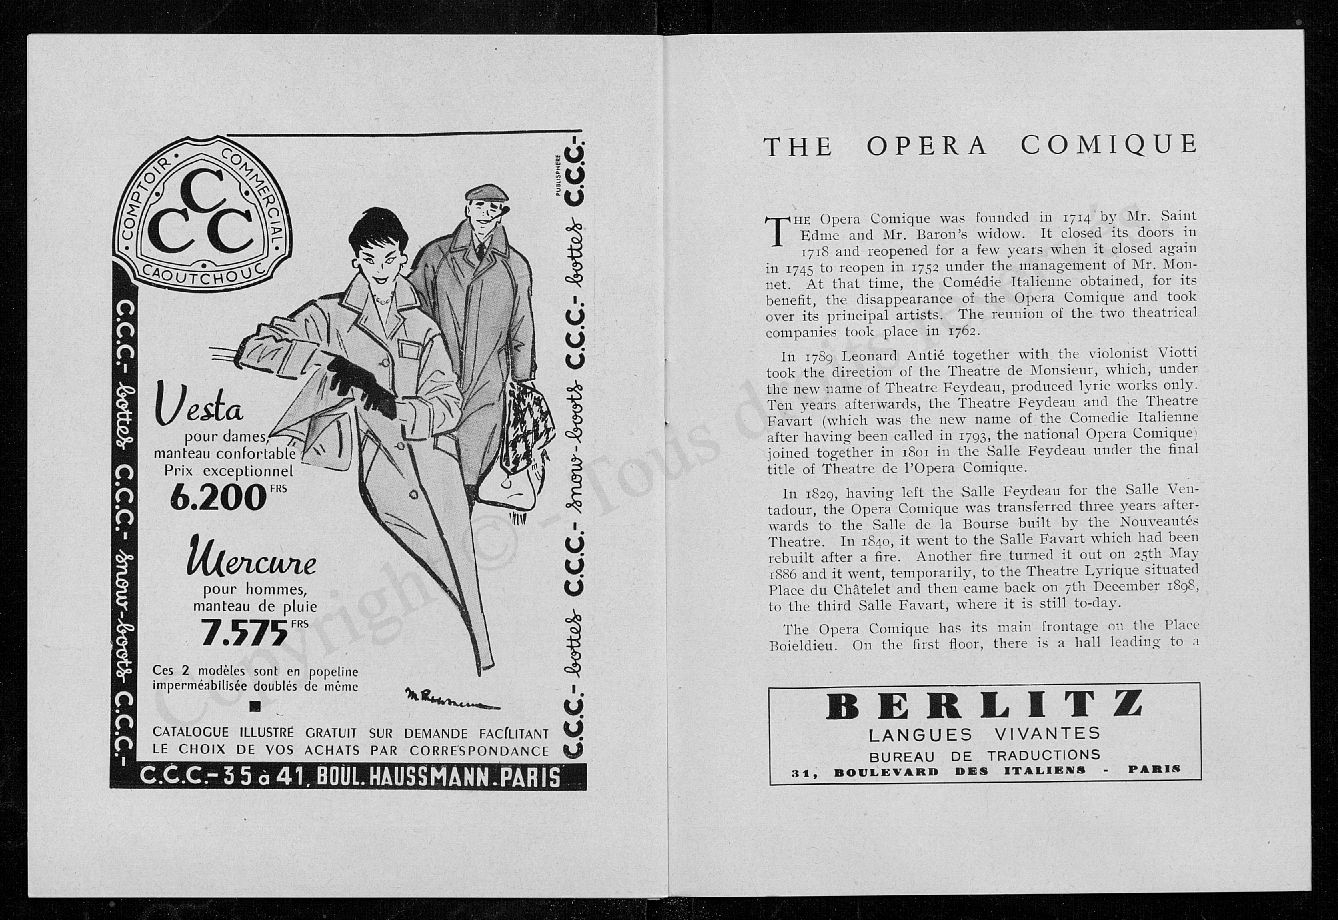 COMPTOIR · COMMERCIAL · CAOUTCHOUC
C
C C
PUBLISPHERE
C.C.C.- bottes C.C.C.- snow-boots C.C.C.-
C.C.C.- bottes C.C.C.- snow-boots C.C.C.- bottes C.C.C.-
Vesta
pour dames,
manteau confortable
Prix exceptionnel
6.200 FRS
Mercure
pour hommes,
manteau de pluie
7.575 FRS
Ces 2 modèles sont en popeline
imperméabilisée doublés de même
CATALOGUE ILLUSTRÉ GRATUIT SUR DEMANDE FACILITANT
LE CHOIX DE VOS ACHATS PAR CORRESPONDANCE
C.C.C.-35 à 41, BOUL. HAUSSMANN.PARIS
THE OPERA COMIQUE
THE Opera Comique was founded in 1714 by Mr. Saint
Edme and Mr. Baron's widow. It closed its doors in
1718 and reopened for a few years when it closed again
in 1745 to reopen in 1752 under the management of Mr. Mon-
net. At that time, the Comédie Italienne obtained, for its
benefit, the disappearance of the Opera Comique and took
over its principal artists. The reunion of the two theatrical
companies took place in 1762.
In 1789 Leonard Antié together with the violonist Viotti
took the direction of the Theatre de Monsieur, which, under
the new name of Theatre Feydeau, produced lyric works only.
Ten years afterwards, the Theatre Feydeau and the Theatre
Favart (which was the new name of the Comedie Italienne
after having been called in 1793, the national Opera Comique)
joined together in 1801 in the Salle Feydeau under the final
title of Theatre de l'Opera Comique.
In 1829, having left the Salle Feydeau for the Salle Ven-
tadour, the Opera Comique was transferred three years after-
wards to the Salle de la Bourse built by the Nouveautés
Theatre. In 1840, it went to the Salle Favart which had been
rebuilt after a fire. Another fire turned it out on 25th May
1886 and it went, temporarily, to the Theatre Lyrique situated
Place du Châtelet and then came back on 7th December 1898,
to the third Salle Favart, where it is still to-day.
The Opera Comique has its main frontage on the Place
Boieldieu. On the first floor, there is a hall leading to a
BERLITZ
LANGUES VIVANTES
BUREAU DE TRADUCTIONS
31, BOULEVARD DES ITALIENS - PARIS
Copyright © - Tous droits